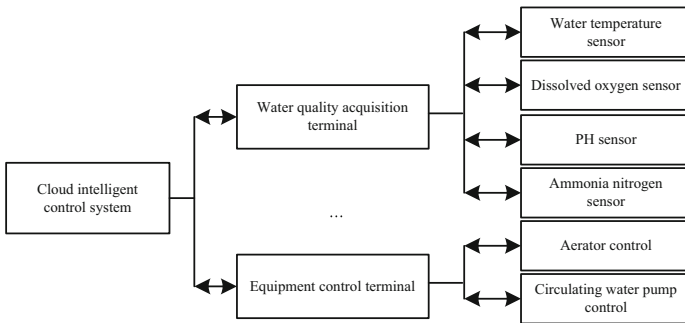 Water temperature
sensor
Dissolved oxygen sensor
Water quality acquisition
terminal
PH sensor
Cloud intelligent
control system
Ammonia nitrogen
sensor
...
Aerator control
Equipment control terminal
Circulating water pump
control